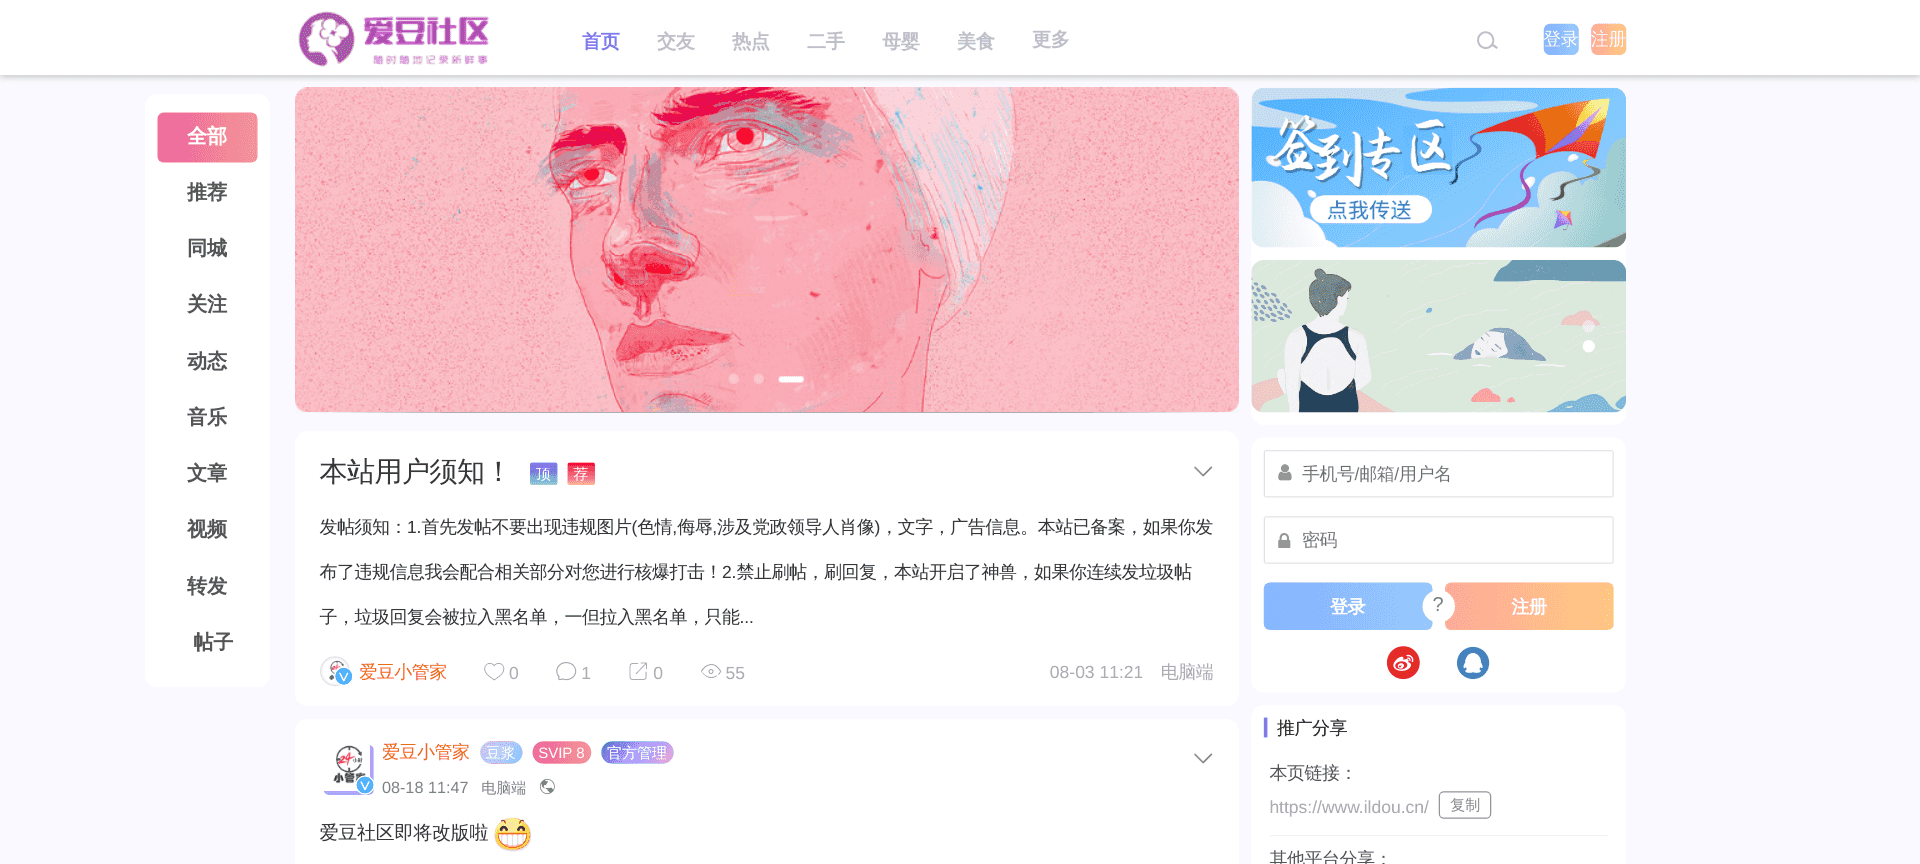 爱豆社区
随时随地记录新鲜事
首页
交友
热点
二手
母婴
美食
更多
登录
注册
全部
推荐
同城
关注
动态
音乐
文章
视频
转发
帖子
签到专区
点我传送
本站用户须知！ 顶 荐
发帖须知：1.首先发帖不要出现违规图片(色情,侮辱,涉及党政领导人肖像)，文字，广告信息。本站已备案，如果你发
布了违规信息我会配合相关部分对您进行核爆打击！2.禁止刷帖，刷回复，本站开启了神兽，如果你连续发垃圾帖
子，垃圾回复会被拉入黑名单，一但拉入黑名单，只能...
爱豆小管家 0 1 0 55 08-03 11:21 电脑端
24小时
小管家
爱豆小管家 豆浆 SVIP 8 官方管理
08-18 11:47 电脑端
爱豆社区即将改版啦
手机号/邮箱/用户名
密码
登录 ? 注册
推广分享
本页链接：
https://www.ildou.cn/ 复制
其他平台分享：